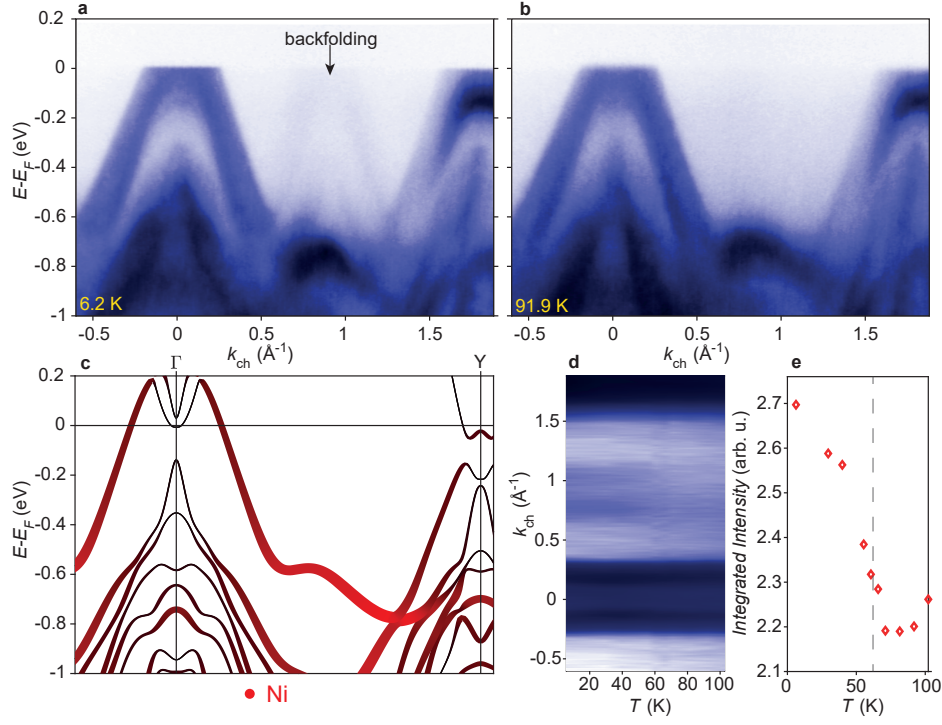 a
b
0.2
0
-0.2
-0.4
-0.6
-0.8
-1
E-E_F (eV)
backfolding
6.2 K
91.9 K
-0.5
0
0.5
1
1.5
k_ch (Å⁻¹)
-0.5
0
0.5
1
1.5
k_ch (Å⁻¹)
c
Γ
Y
0.2
0
-0.2
-0.4
-0.6
-0.8
-1
E-E_F (eV)
Ni
d
1.5
1
0.5
0
-0.5
k_ch (Å⁻¹)
20
40
60
80
100
T (K)
e
2.7
2.6
2.5
2.4
2.3
2.2
2.1
Integrated Intensity (arb. u.)
0
50
100
T (K)